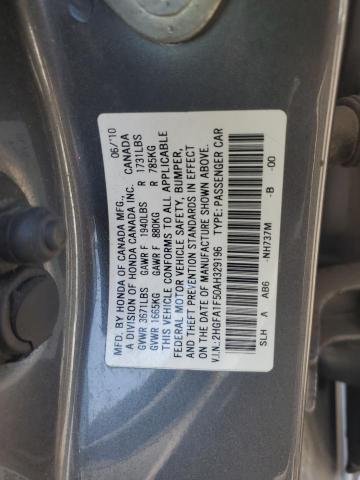 MFD. BY HONDA OF CANADA MFG., 06/10
A DIVISION OF HONDA CANADA INC. CANADA
GVWR 3671LBS GAWR F 1940LBS R 1731LBS
GVWR 1665KG GAWR F 880KG R 785KG
THIS VEHICLE CONFORMS TO ALL APPLICABLE
FEDERAL MOTOR VEHICLE SAFETY, BUMPER,
AND THEFT PREVENTION STANDARDS IN EFFECT
ON THE DATE OF MANUFACTURE SHOWN ABOVE.
V.I.N.: 2HGFA1F50AH329196 TYPE: PASSENGER CAR
SLH A AB6 -NH737M -B -00